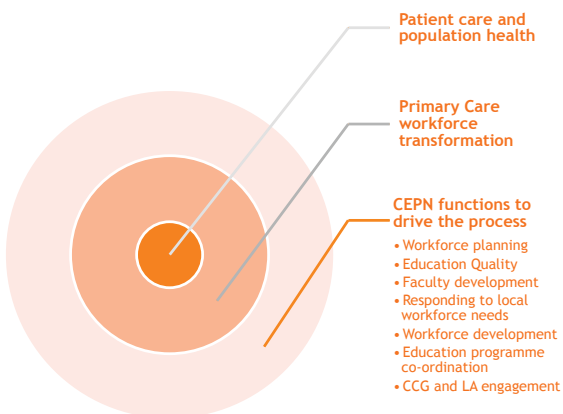 Patient care and
population health
Primary Care
workforce
transformation
CEPN functions to
drive the process
• Workforce planning
• Education Quality
• Faculty development
• Responding to local
workforce needs
• Workforce development
• Education programme
co-ordination
• CCG and LA engagement